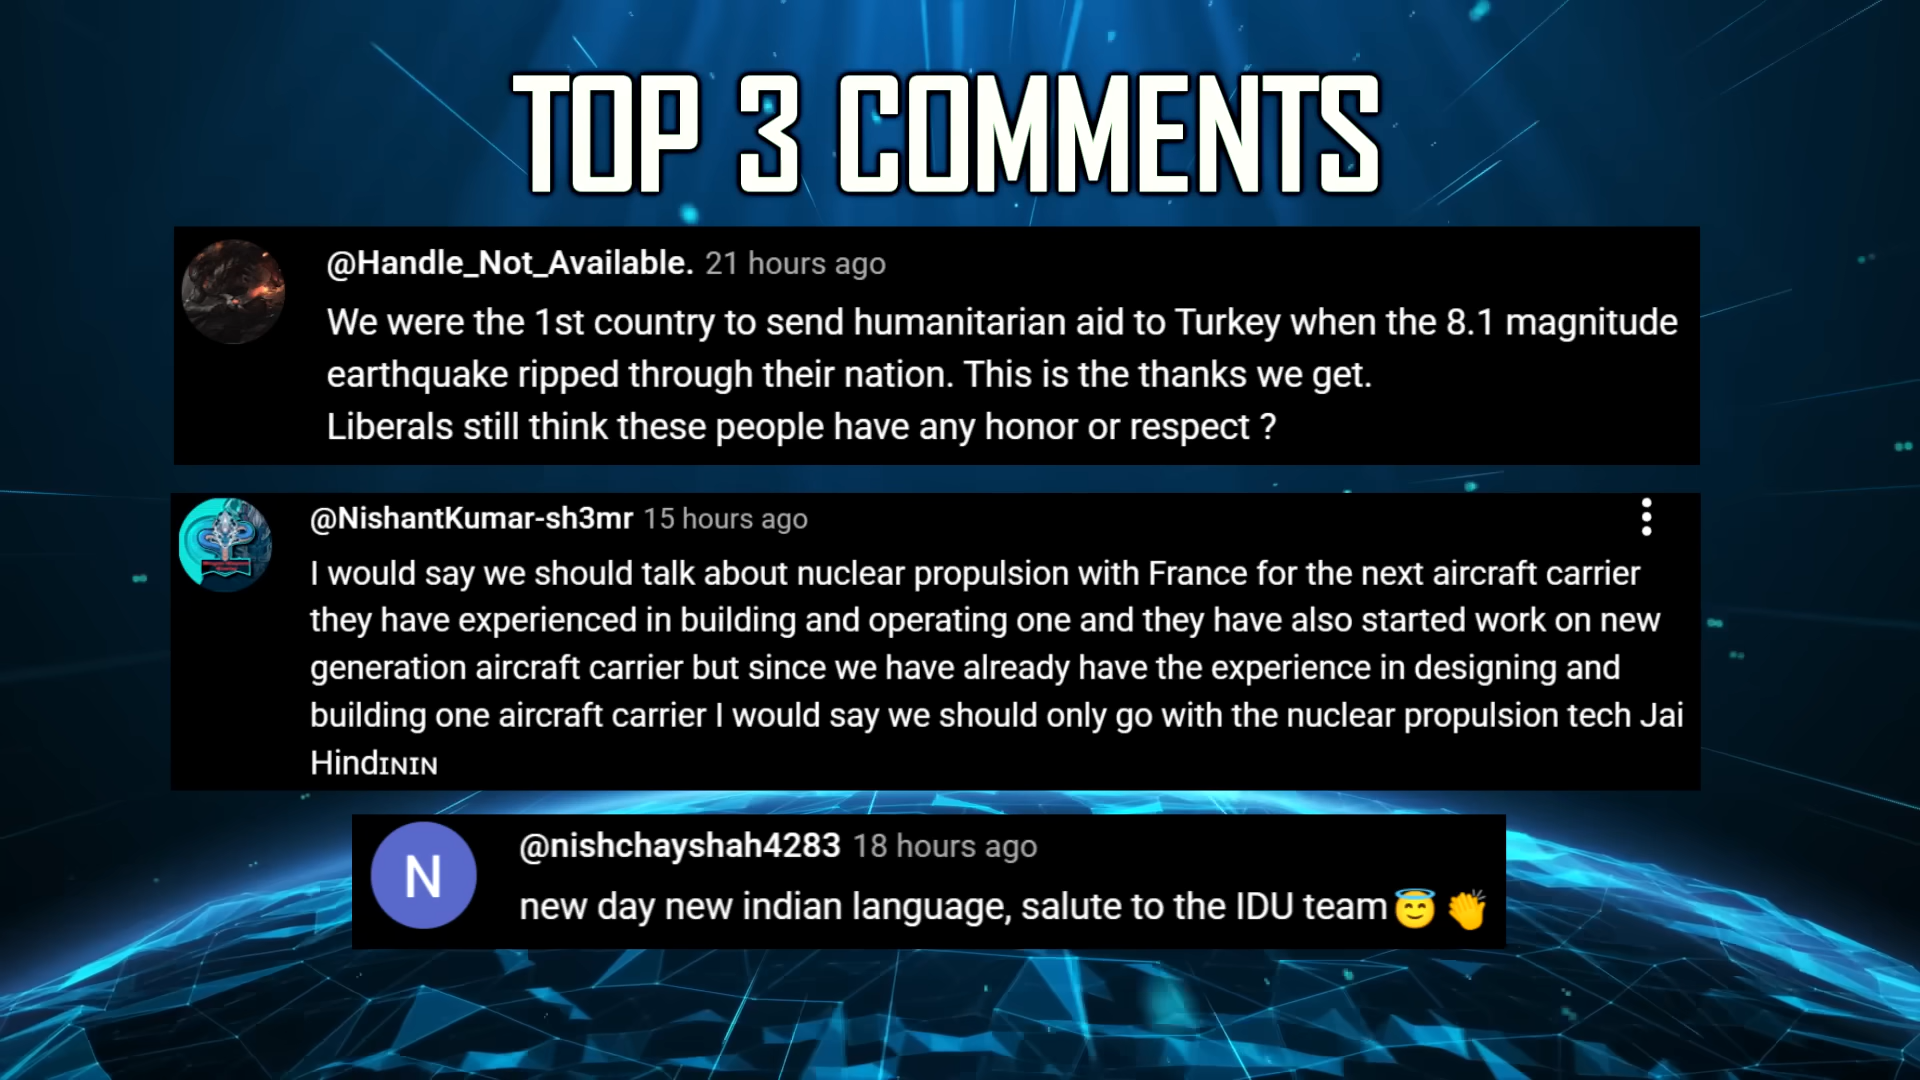 TOP 3 COMMENTS
@Handle_Not_Available. 21 hours ago
We were the 1st country to send humanitarian aid to Turkey when the 8.1 magnitude
earthquake ripped through their nation. This is the thanks we get.
Liberals still think these people have any honor or respect ?
@NishantKumar-sh3mr 15 hours ago
I would say we should talk about nuclear propulsion with France for the next aircraft carrier
they have experienced in building and operating one and they have also started work on new
generation aircraft carrier but since we have already have the experience in designing and
building one aircraft carrier I would say we should only go with the nuclear propulsion tech Jai
Hindɪɴɪɴ
N
@nishchayshah4283 18 hours ago
new day new indian language, salute to the IDU team😇 👏